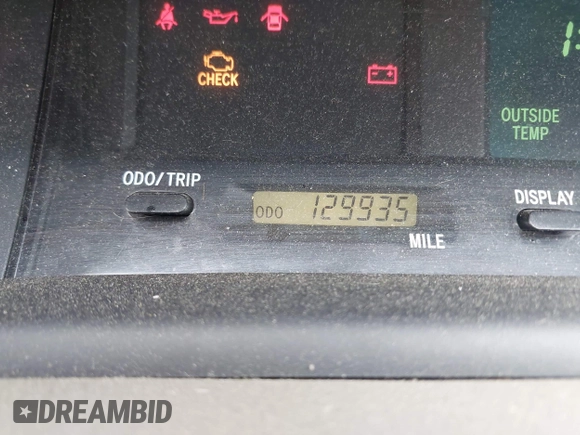 CHECK
OUTSIDE
TEMP
ODO/TRIP
ODO 129935
DISPLAY
MILE
DREAMBID